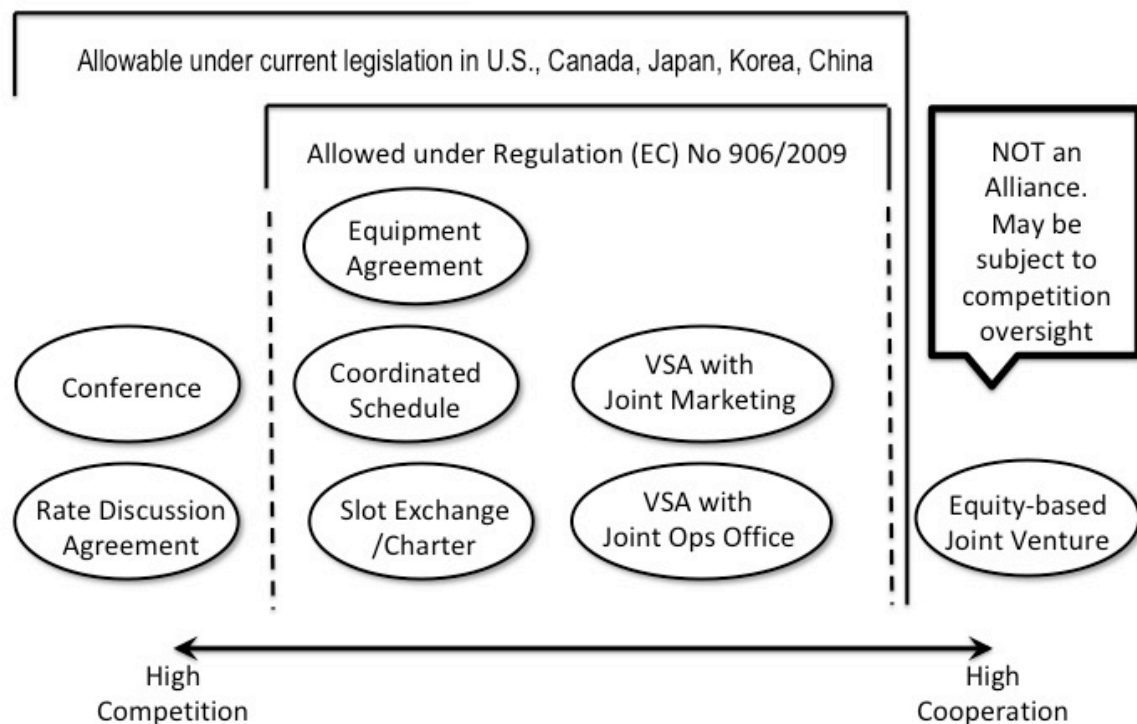 Allowable under current legislation in U.S., Canada, Japan, Korea, China
Allowed under Regulation (EC) No 906/2009
NOT an
Alliance.
May be
subject to
competition
oversight
Equipment
Agreement
Conference
Coordinated
Schedule
VSA with
Joint Marketing
Rate Discussion
Agreement
Slot Exchange
/Charter
VSA with
Joint Ops Office
Equity-based
Joint Venture
High
Competition
High
Cooperation